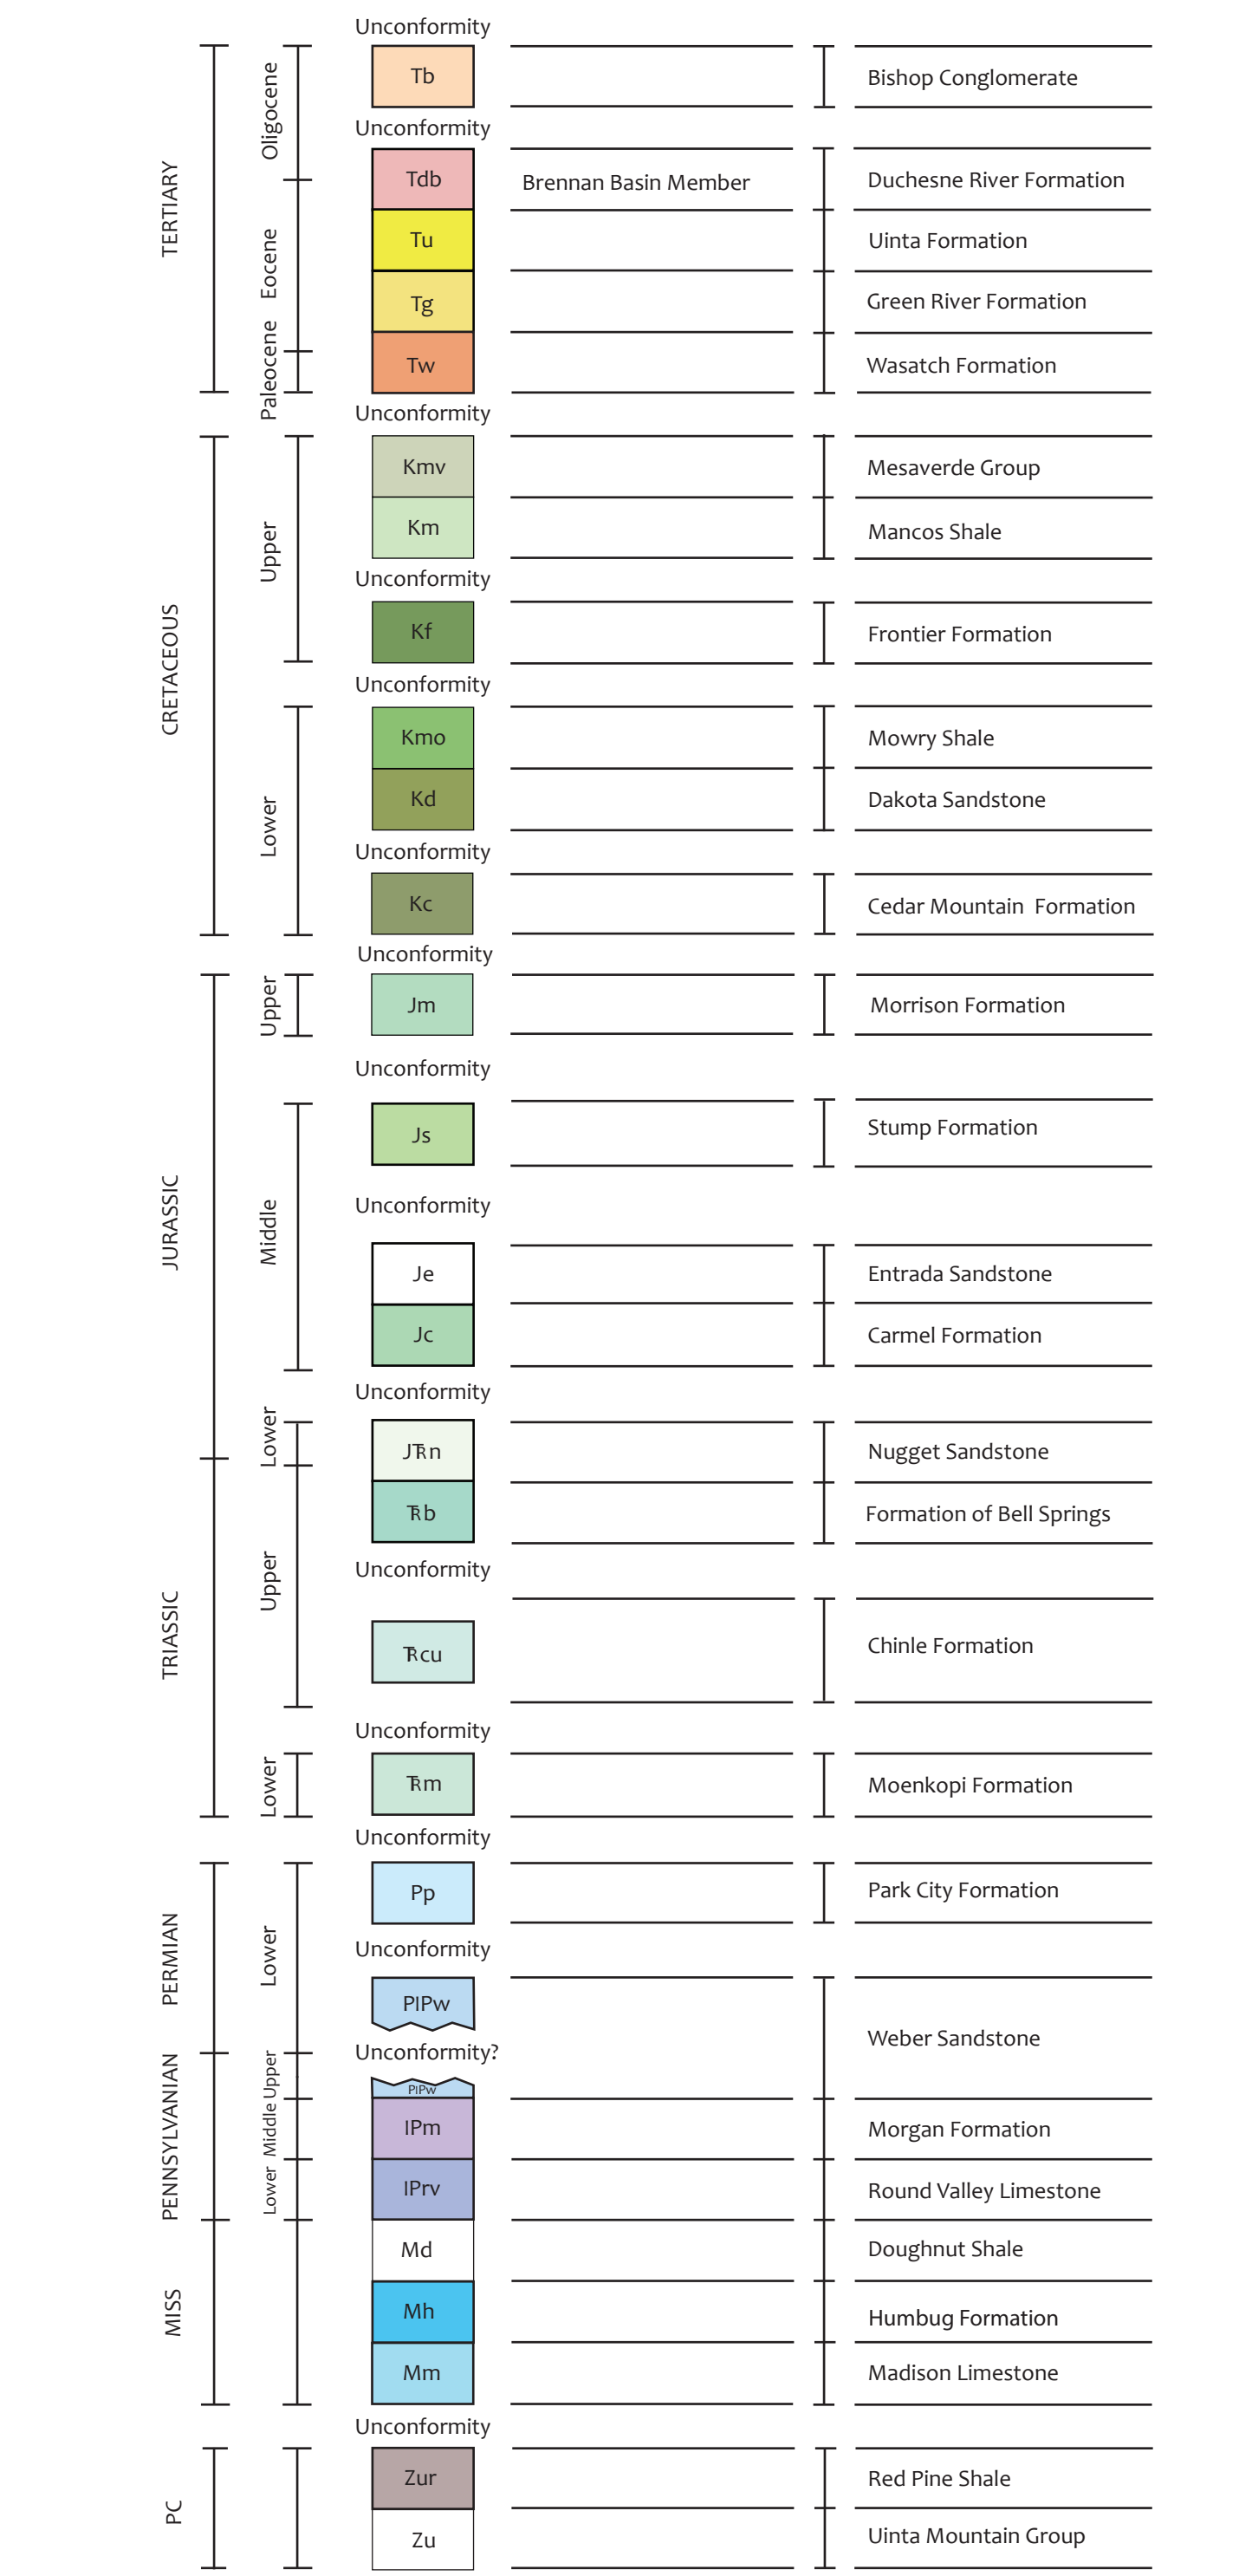 Unconformity
TERTIARY
Oligocene
Tb
Bishop Conglomerate
Unconformity
Tdb
Brennan Basin Member
Duchesne River Formation
Eocene
Tu
Uinta Formation
Tg
Green River Formation
Paleocene
Tw
Wasatch Formation
Unconformity
CRETACEOUS
Upper
Kmv
Mesaverde Group
Km
Mancos Shale
Unconformity
Kf
Frontier Formation
Unconformity
Lower
Kmo
Mowry Shale
Kd
Dakota Sandstone
Unconformity
Kc
Cedar Mountain Formation
Unconformity
JURASSIC
Upper
Jm
Morrison Formation
Unconformity
Middle
Js
Stump Formation
Unconformity
Je
Entrada Sandstone
Jc
Carmel Formation
Unconformity
Lower
JTRn
Nugget Sandstone
TRIASSIC
Upper
TRb
Formation of Bell Springs
Unconformity
TRcu
Chinle Formation
Unconformity
Lower
TRm
Moenkopi Formation
Unconformity
PERMIAN
Lower
Pp
Park City Formation
Unconformity
PIPw
Weber Sandstone
Unconformity?
PENNSYLVANIAN
Upper
PIPw
Middle
IPm
Morgan Formation
Lower
IPrv
Round Valley Limestone
MISS
Md
Doughnut Shale
Mh
Humbug Formation
Mm
Madison Limestone
Unconformity
PC
Zur
Red Pine Shale
Zu
Uinta Mountain Group